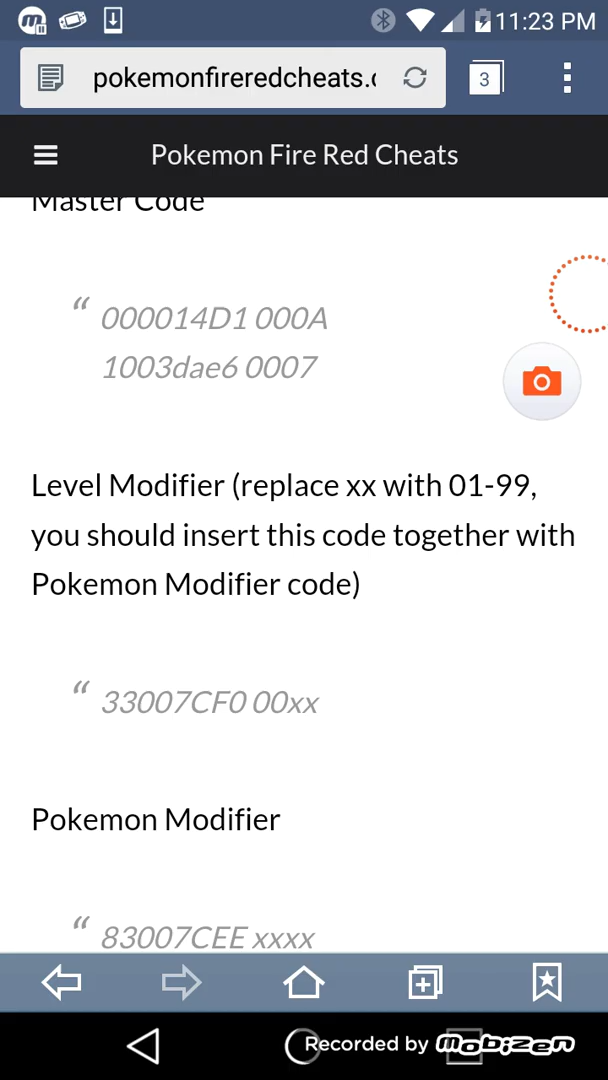 11:23 PM
pokemonfireredcheats.c
3
Pokemon Fire Red Cheats
Master Code
“ 000014D1 000A
1003dae6 0007
Level Modifier (replace xx with 01-99,
you should insert this code together with
Pokemon Modifier code)
“ 33007CF0 00xx
Pokemon Modifier
“ 83007CEE xxxx
Recorded by mobizen